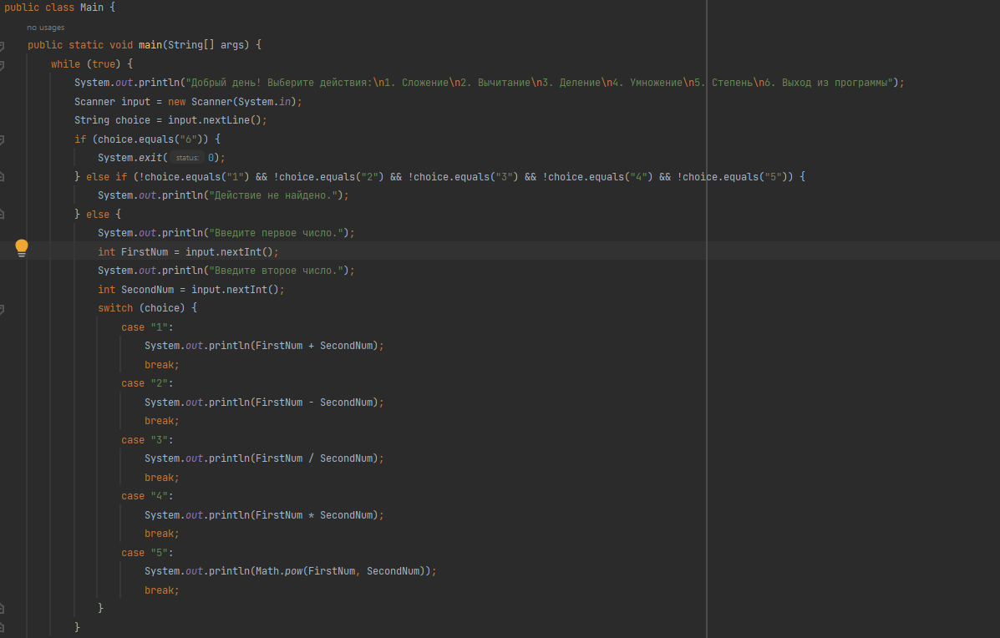 public class Main {
no usages
public static void main(String[] args) {
while (true) {
System.out.println("Добрый день! Выберите действия:\n1. Сложение\n2. Вычитание\n3. Деление\n4. Умножение\n5. Степень\n6. Выход из программы");
Scanner input = new Scanner(System.in);
String choice = input.nextLine();
if (choice.equals("6")) {
System.exit( status: 0);
} else if (!choice.equals("1") && !choice.equals("2") && !choice.equals("3") && !choice.equals("4") && !choice.equals("5")) {
System.out.println("Действие не найдено.");
} else {
System.out.println("Введите первое число.");
int FirstNum = input.nextInt();
System.out.println("Введите второе число.");
int SecondNum = input.nextInt();
switch (choice) {
case "1":
System.out.println(FirstNum + SecondNum);
break;
case "2":
System.out.println(FirstNum - SecondNum);
break;
case "3":
System.out.println(FirstNum / SecondNum);
break;
case "4":
System.out.println(FirstNum * SecondNum);
break;
case "5":
System.out.println(Math.pow(FirstNum, SecondNum));
break;
}
}